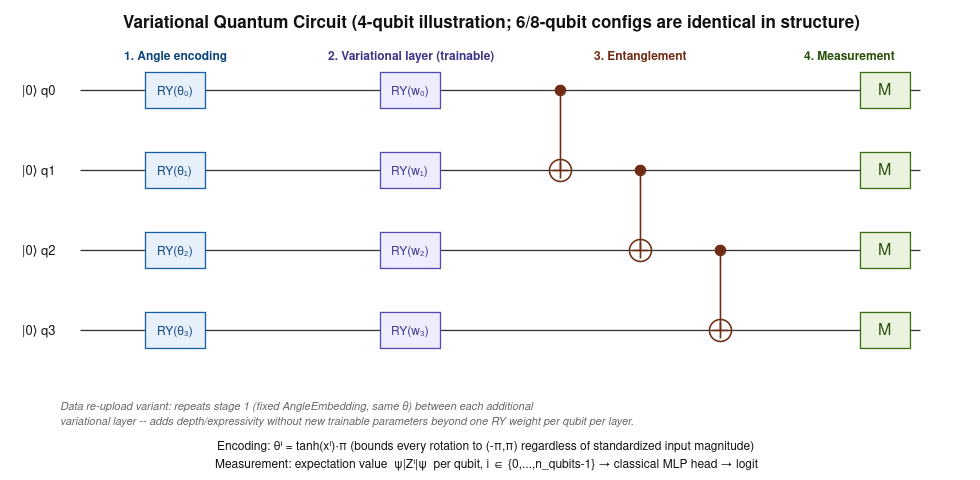 Variational Quantum Circuit (4-qubit illustration; 6/8-qubit configs are identical in structure)
1. Angle encoding 2. Variational layer (trainable) 3. Entanglement 4. Measurement
|0⟩ q0 RY(θ₀) RY(w₀) M
|0⟩ q1 RY(θ₁) RY(w₁) M
|0⟩ q2 RY(θ₂) RY(w₂) M
|0⟩ q3 RY(θ₃) RY(w₃) M
Data re-upload variant: repeats stage 1 (fixed AngleEmbedding, same θ) between each additional
variational layer -- adds depth/expressivity without new trainable parameters beyond one RY weight per qubit per layer.
Encoding: θⁱ = tanh(xⁱ)·π (bounds every rotation to (-π,π) regardless of standardized input magnitude)
Measurement: expectation value ψ|Zⁱ|ψ per qubit, i ∈ {0,...,n_qubits-1} → classical MLP head → logit